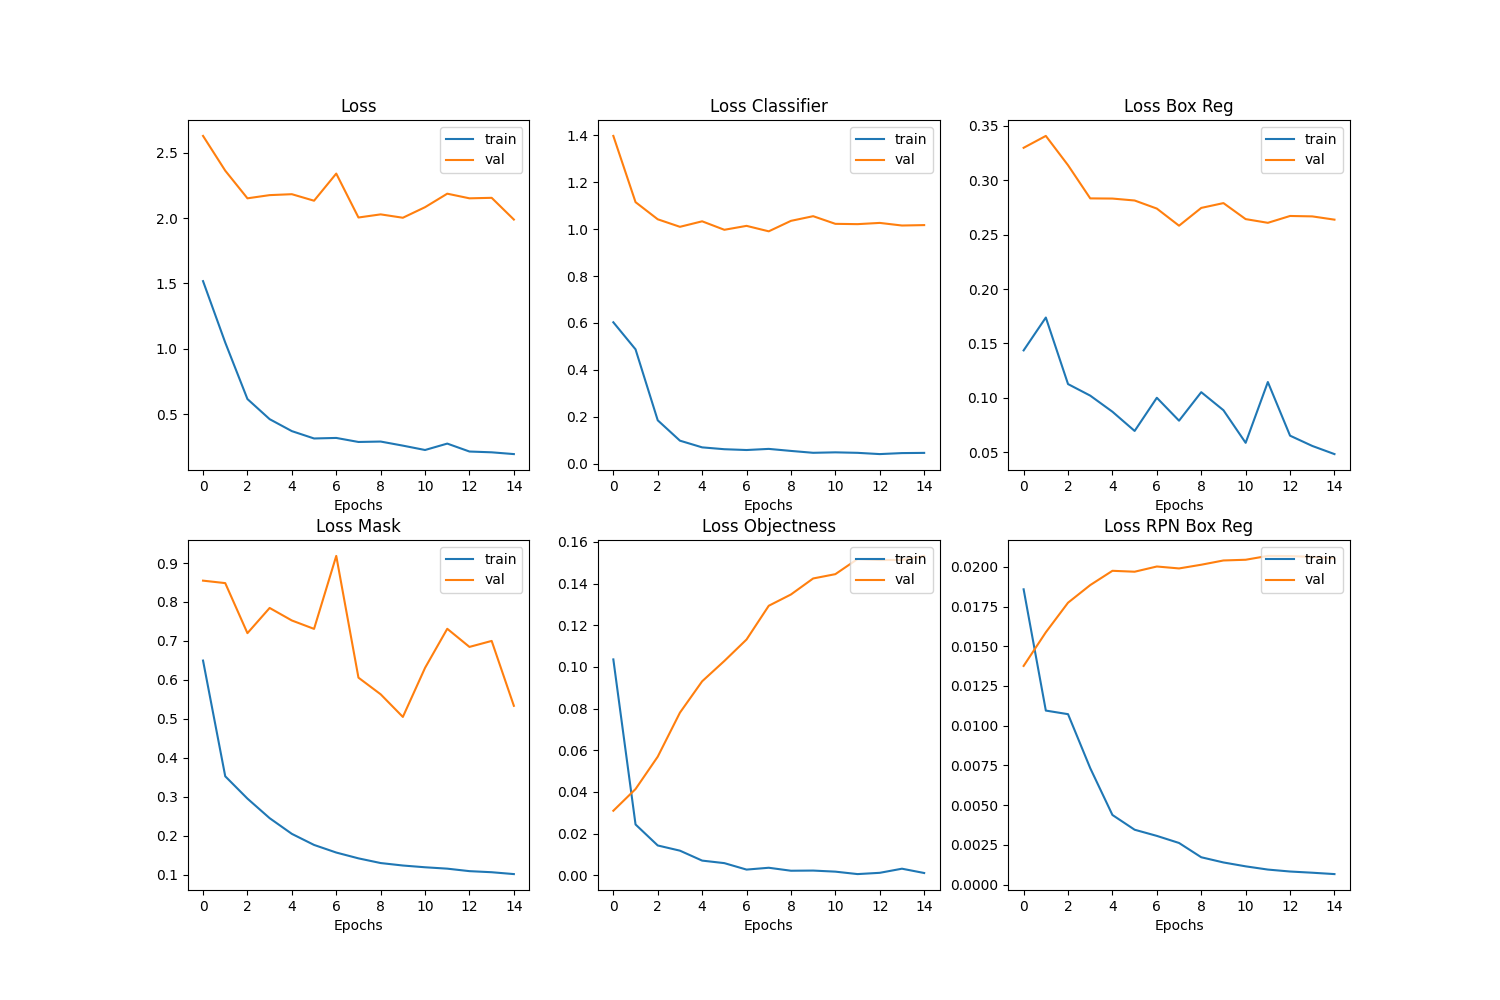 Loss
Loss Classifier
Loss Box Reg
train
val
train
val
train
val
2.5
2.0
1.5
1.0
0.5
1.4
1.2
1.0
0.8
0.6
0.4
0.2
0.0
0.35
0.30
0.25
0.20
0.15
0.10
0.05
0 2 4 6 8 10 12 14
0 2 4 6 8 10 12 14
0 2 4 6 8 10 12 14
Epochs
Epochs
Epochs
Loss Mask
Loss Objectness
Loss RPN Box Reg
train
val
train
val
train
val
0.9
0.8
0.7
0.6
0.5
0.4
0.3
0.2
0.1
0.16
0.14
0.12
0.10
0.08
0.06
0.04
0.02
0.00
0.0200
0.0175
0.0150
0.0125
0.0100
0.0075
0.0050
0.0025
0.0000
0 2 4 6 8 10 12 14
0 2 4 6 8 10 12 14
0 2 4 6 8 10 12 14
Epochs
Epochs
Epochs